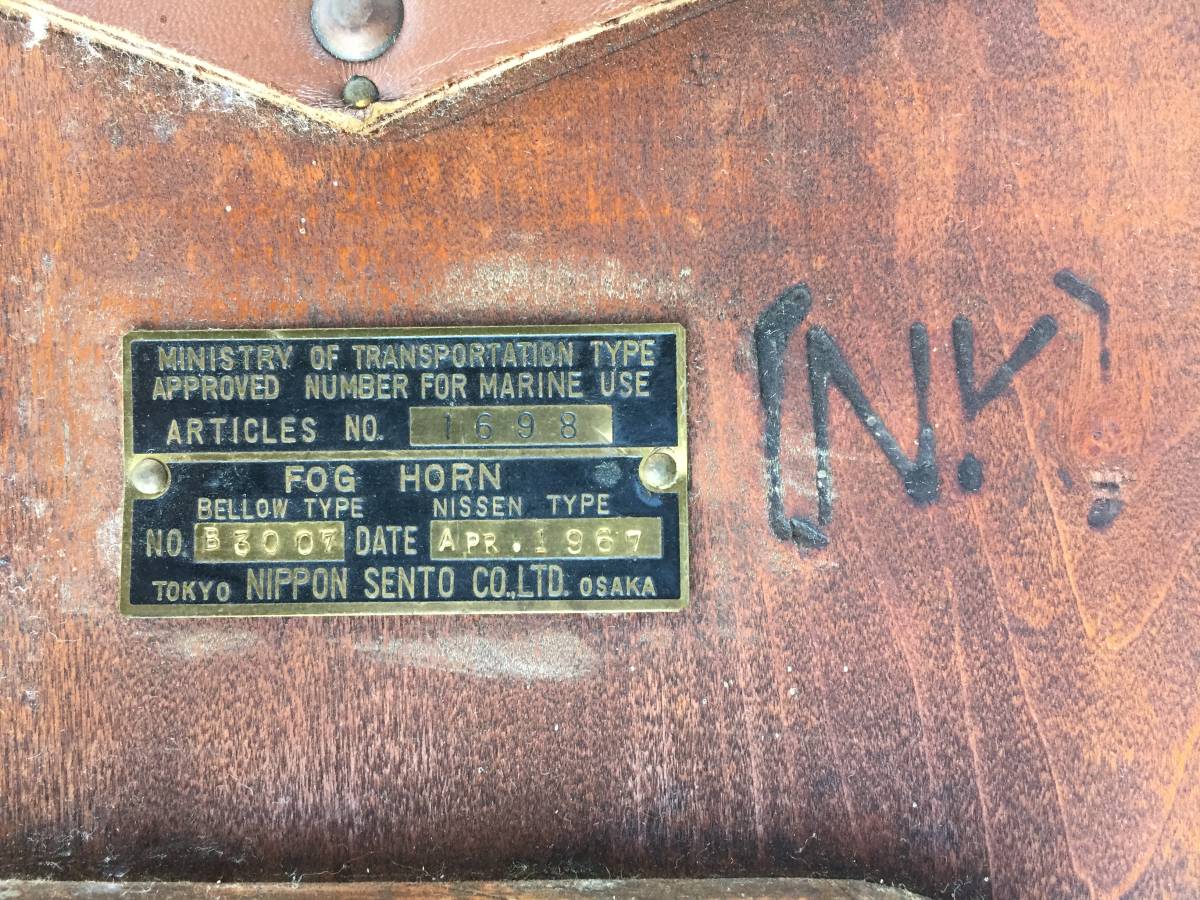 MINISTRY OF TRANSPORTATION TYPE
APPROVED NUMBER FOR MARINE USE
ARTICLES NO. 1698
FOG HORN
BELLOW TYPE NISSEN TYPE
NO. B3007 DATE APR. 1967
TOKYO NIPPON SENTO CO., LTD. OSAKA
(NK)